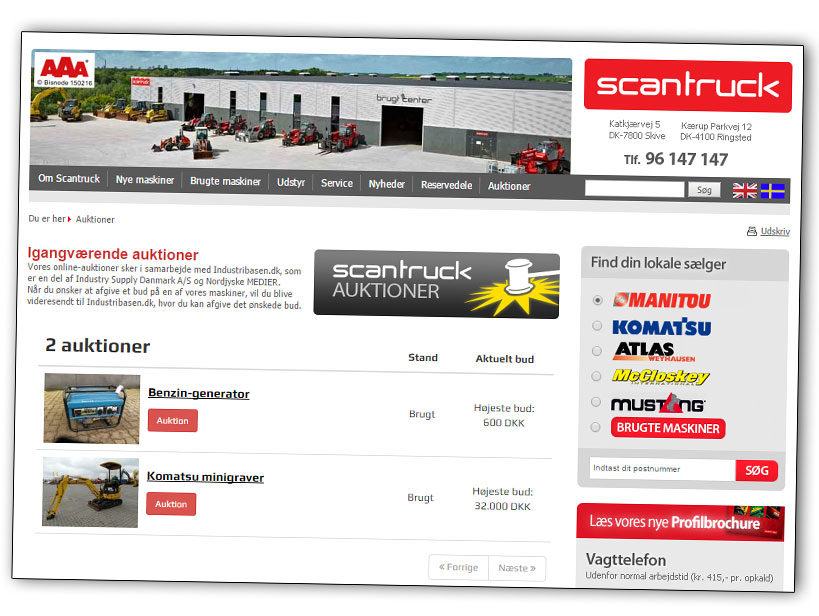 AAA
© Bisnode 150216
scantruck
brugtcenter
scantruck
Katkjærvej 5
DK-7800 Skive
Kærup Parkvej 12
DK-4100 Ringsted
Tlf. 96 147 147
Om Scantruck
Nye maskiner
Brugte maskiner
Udstyr
Service
Nyheder
Reservedele
Auktioner
Søg
Du er her
Auktioner
Udskriv
Igangværende auktioner
Vores online-auktioner sker i samarbejde med Industribasen.dk, som
er en del af Industry Supply Danmark A/S og Nordjyske MEDIER.
Når du ønsker at afgive et bud på en af vores maskiner, vil du blive
videresendt til Industribasen.dk, hvor du kan afgive det ønskede bud.
scantruck
AUKTIONER
2 auktioner
Stand
Aktuelt bud
Benzin-generator
Auktion
Brugt
Højeste bud:
600 DKK
Komatsu minigraver
Auktion
Brugt
Højeste bud:
32.000 DKK
« Forrige
Næste »
Find din lokale sælger
MANITOU
KOMATSU
ATLAS
WEYHAUSEN
McCloskey
INTERNATIONAL
MUSTANG
BRUGTE MASKINER
Indtast dit postnummer
SØG
Læs vores nye Profilbrochure
Vagttelefon
Udenfor normal arbejdstid (kr. 415,- pr. opkald)